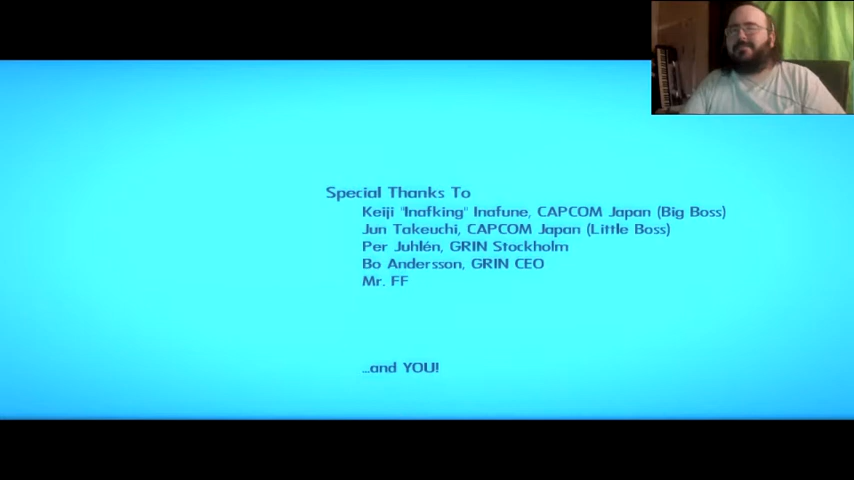 Special Thanks To
Keiji "Inafking" Inafune, CAPCOM Japan (Big Boss)
Jun Takeuchi, CAPCOM Japan (Little Boss)
Per Juhlén, GRIN Stockholm
Bo Andersson, GRIN CEO
Mr. FF
...and YOU!